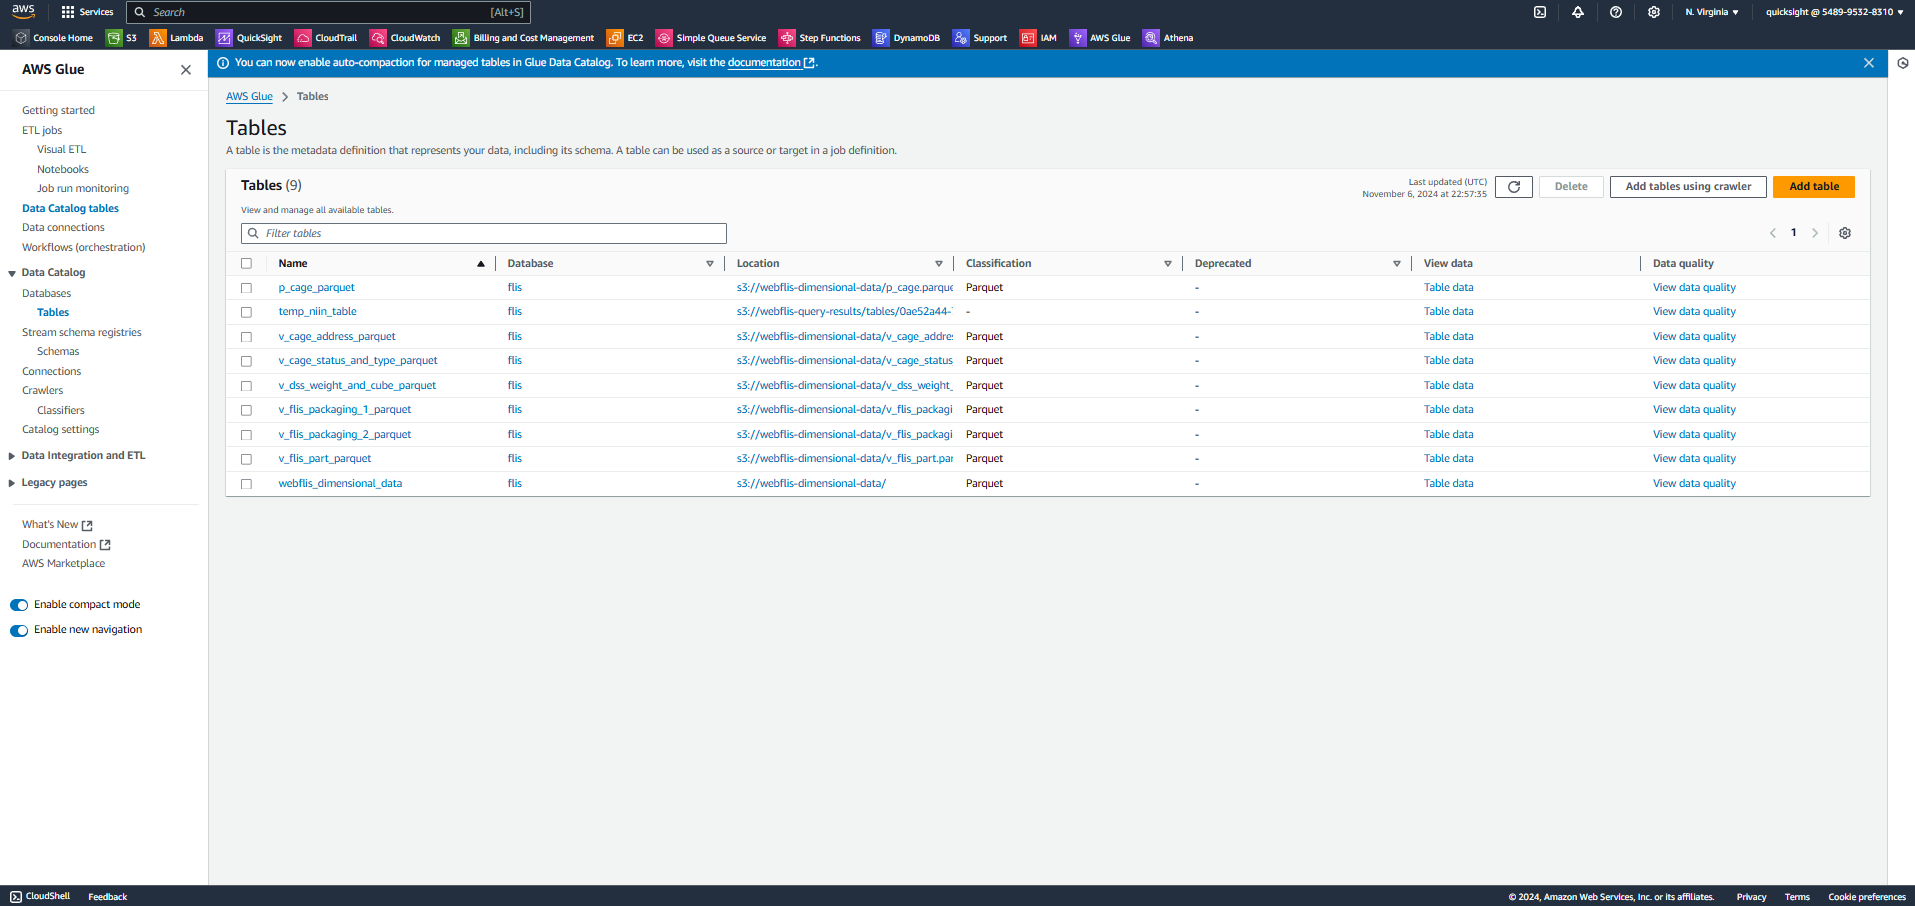 aws Services Search [Alt+S] N. Virginia quicksight @ 5489-9532-8310
Console Home S3 Lambda QuickSight CloudTrail CloudWatch Billing and Cost Management EC2 Simple Queue Service Step Functions DynamoDB Support IAM AWS Glue Athena
AWS Glue
You can now enable auto-compaction for managed tables in Glue Data Catalog. To learn more, visit the documentation.
Getting started
ETL jobs
Visual ETL
Notebooks
Job run monitoring
Data Catalog tables
Data connections
Workflows (orchestration)
Data Catalog
Databases
Tables
Stream schema registries
Schemas
Connections
Crawlers
Classifiers
Catalog settings
Data Integration and ETL
Legacy pages
What's New
Documentation
AWS Marketplace
Enable compact mode
Enable new navigation
AWS Glue > Tables
Tables
A table is the metadata definition that represents your data, including its schema. A table can be used as a source or target in a job definition.
Tables (9)
View and manage all available tables.
Last updated (UTC)
November 6, 2024 at 22:57:35
Delete Add tables using crawler Add table
Filter tables
1
Name Database Location Classification Deprecated View data Data quality
p_cage_parquet flis s3://webflis-dimensional-data/p_cage.parque Parquet - Table data View data quality
temp_niin_table flis s3://webflis-query-results/tables/0ae52a44- - - Table data View data quality
v_cage_address_parquet flis s3://webflis-dimensional-data/v_cage_addre Parquet - Table data View data quality
v_cage_status_and_type_parquet flis s3://webflis-dimensional-data/v_cage_status Parquet - Table data View data quality
v_dss_weight_and_cube_parquet flis s3://webflis-dimensional-data/v_dss_weight_ Parquet - Table data View data quality
v_flis_packaging_1_parquet flis s3://webflis-dimensional-data/v_flis_packagi Parquet - Table data View data quality
v_flis_packaging_2_parquet flis s3://webflis-dimensional-data/v_flis_packagi Parquet - Table data View data quality
v_flis_part_parquet flis s3://webflis-dimensional-data/v_flis_part.par Parquet - Table data View data quality
webflis_dimensional_data flis s3://webflis-dimensional-data/ Parquet - Table data View data quality
CloudShell Feedback © 2024, Amazon Web Services, Inc. or its affiliates. Privacy Terms Cookie preferences